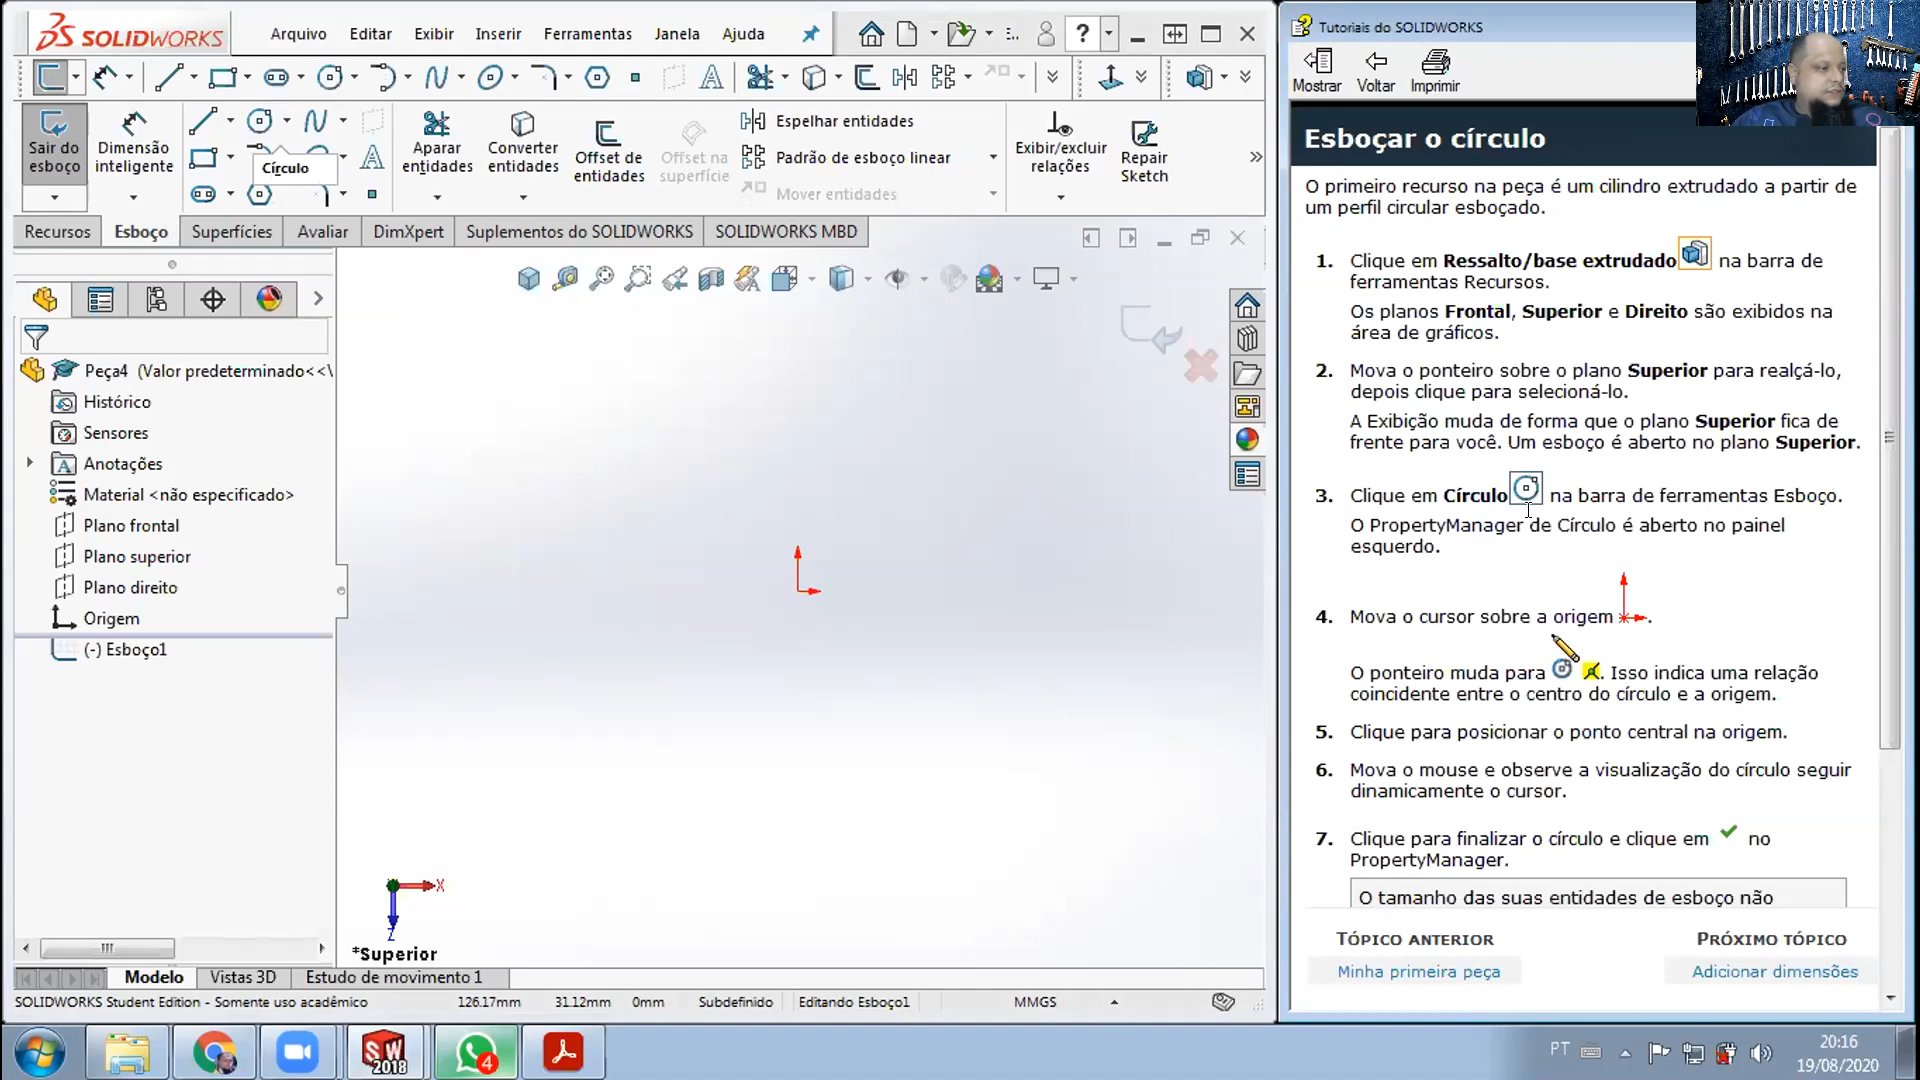 SOLIDWORKS
Arquivo Editar Exibir Inserir Ferramentas Janela Ajuda
Sair do esboço
Dimensão inteligente
Círculo
Aparar entidades
Converter entidades
Offset de entidades
Offset na superfície
Espelhar entidades
Padrão de esboço linear
Mover entidades
Exibir/excluir relações
Repair Sketch
Recursos Esboço Superfícies Avaliar DimXpert Suplementos do SOLIDWORKS SOLIDWORKS MBD
Peça4 (Valor predeterminado<<\
Histórico
Sensores
Anotações
Material <não especificado>
Plano frontal
Plano superior
Plano direito
Origem
(-) Esboço1
X
Z
*Superior
Modelo Vistas 3D Estudo de movimento 1
SOLIDWORKS Student Edition - Somente uso acadêmico 126.17mm 31.12mm 0mm Subdefinido Editando Esboço1 MMGS
Tutoriais do SOLIDWORKS
Mostrar Voltar Imprimir
Esboçar o círculo
O primeiro recurso na peça é um cilindro extrudado a partir de
um perfil circular esboçado.
1. Clique em Ressalto/base extrudado na barra de
ferramentas Recursos.
Os planos Frontal, Superior e Direito são exibidos na
área de gráficos.
2. Mova o ponteiro sobre o plano Superior para realçá-lo,
depois clique para selecioná-lo.
A Exibição muda de forma que o plano Superior fica de
frente para você. Um esboço é aberto no plano Superior.
3. Clique em Círculo na barra de ferramentas Esboço.
O PropertyManager de Círculo é aberto no painel
esquerdo.
4. Mova o cursor sobre a origem .
O ponteiro muda para . Isso indica uma relação
coincidente entre o centro do círculo e a origem.
5. Clique para posicionar o ponto central na origem.
6. Mova o mouse e observe a visualização do círculo seguir
dinamicamente o cursor.
7. Clique para finalizar o círculo e clique em no
PropertyManager.
O tamanho das suas entidades de esboço não
TÓPICO ANTERIOR PRÓXIMO TÓPICO
Minha primeira peça Adicionar dimensões
SW 2018
4
PT
20:16
19/08/2020